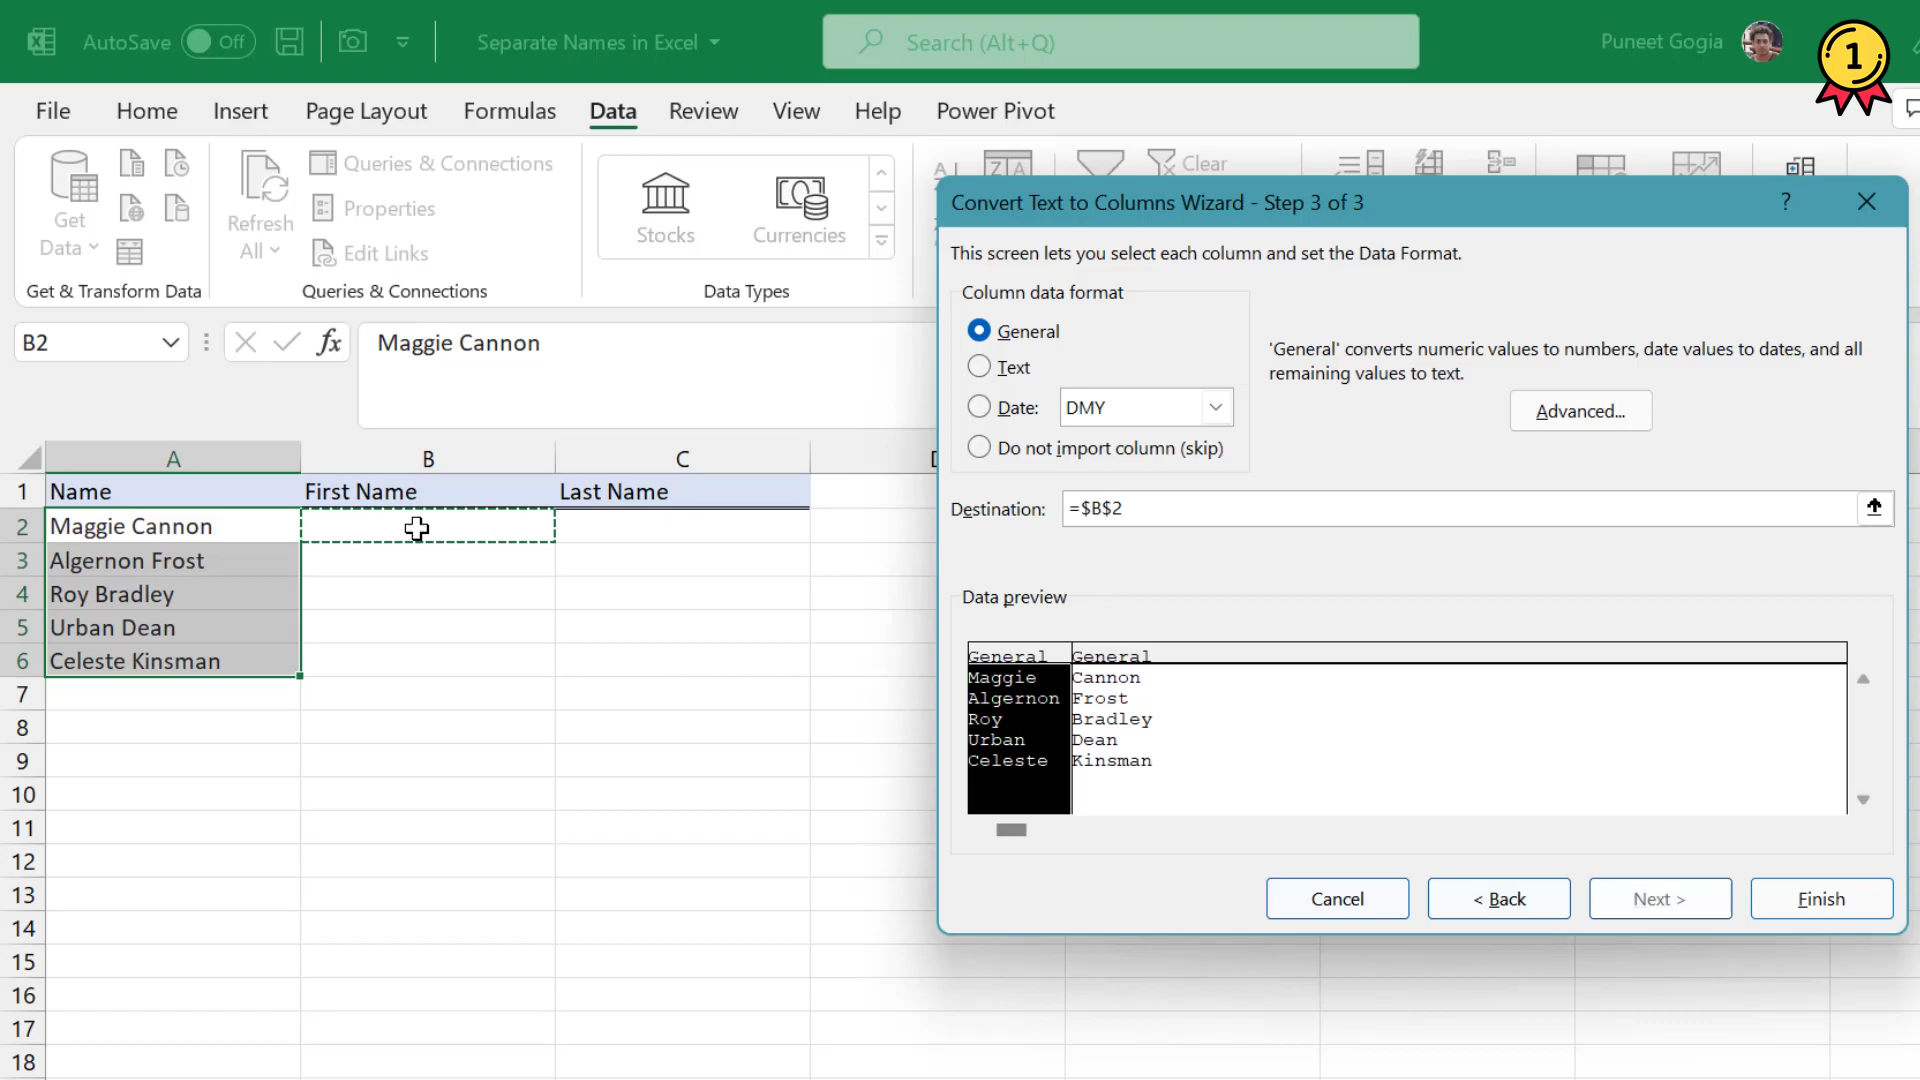 AutoSave Off Separate Names in Excel Search (Alt+Q) Puneet Gogia 1
File Home Insert Page Layout Formulas Data Review View Help Power Pivot
Get Data
Refresh All
Queries & Connections
Properties
Edit Links
Stocks Currencies
Clear
Get & Transform Data Queries & Connections Data Types
B2 fx Maggie Cannon
A B C
1 Name First Name Last Name
2 Maggie Cannon
3 Algernon Frost
4 Roy Bradley
5 Urban Dean
6 Celeste Kinsman
7
8
9
10
11
12
13
14
15
16
17
18
Convert Text to Columns Wizard - Step 3 of 3 ?
This screen lets you select each column and set the Data Format.
Column data format
General
Text
Date: DMY
Do not import column (skip)
'General' converts numeric values to numbers, date values to dates, and all
remaining values to text.
Advanced...
Destination: =$B$2
Data preview
General General
Maggie Cannon
Algernon Frost
Roy Bradley
Urban Dean
Celeste Kinsman
Cancel < Back Next > Finish